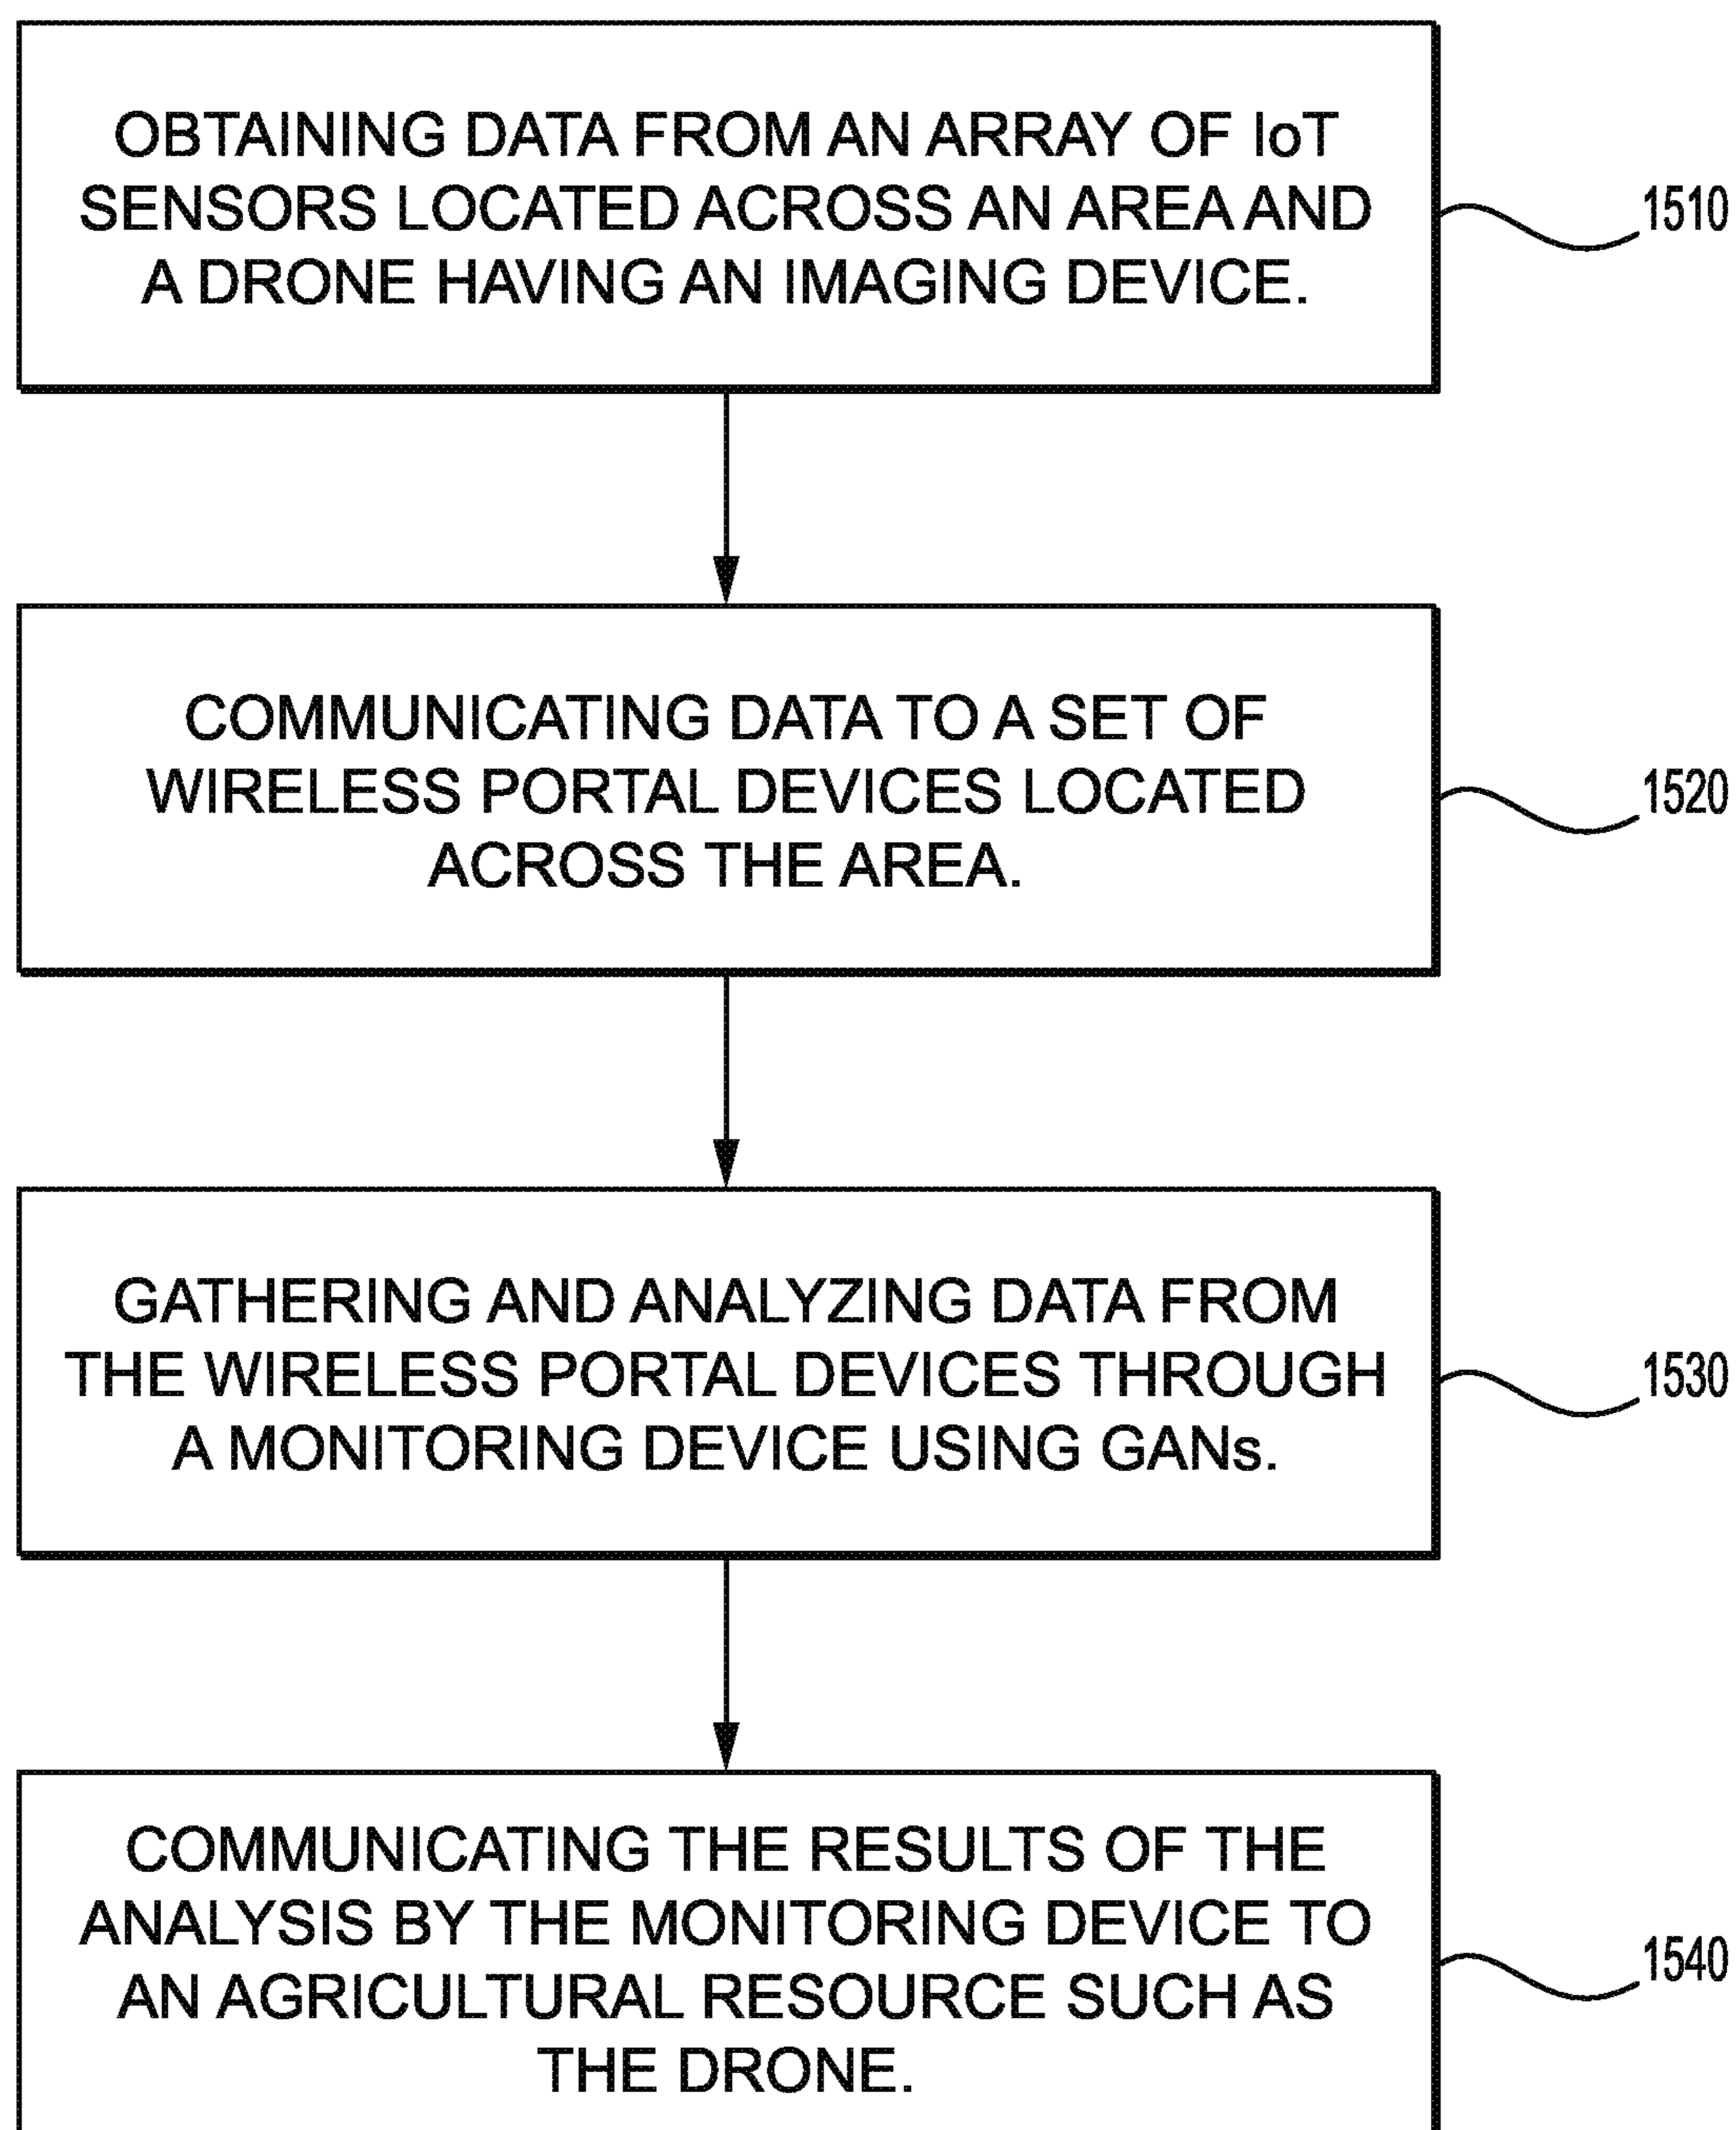 OBTAINING DATA FROM AN ARRAY OF IoT
SENSORS LOCATED ACROSS AN AREA AND
A DRONE HAVING AN IMAGING DEVICE.
1510
COMMUNICATING DATA TO A SET OF
WIRELESS PORTAL DEVICES LOCATED
ACROSS THE AREA.
1520
GATHERING AND ANALYZING DATA FROM
THE WIRELESS PORTAL DEVICES THROUGH
A MONITORING DEVICE USING GANs.
1530
COMMUNICATING THE RESULTS OF THE
ANALYSIS BY THE MONITORING DEVICE TO
AN AGRICULTURAL RESOURCE SUCH AS
THE DRONE.
1540